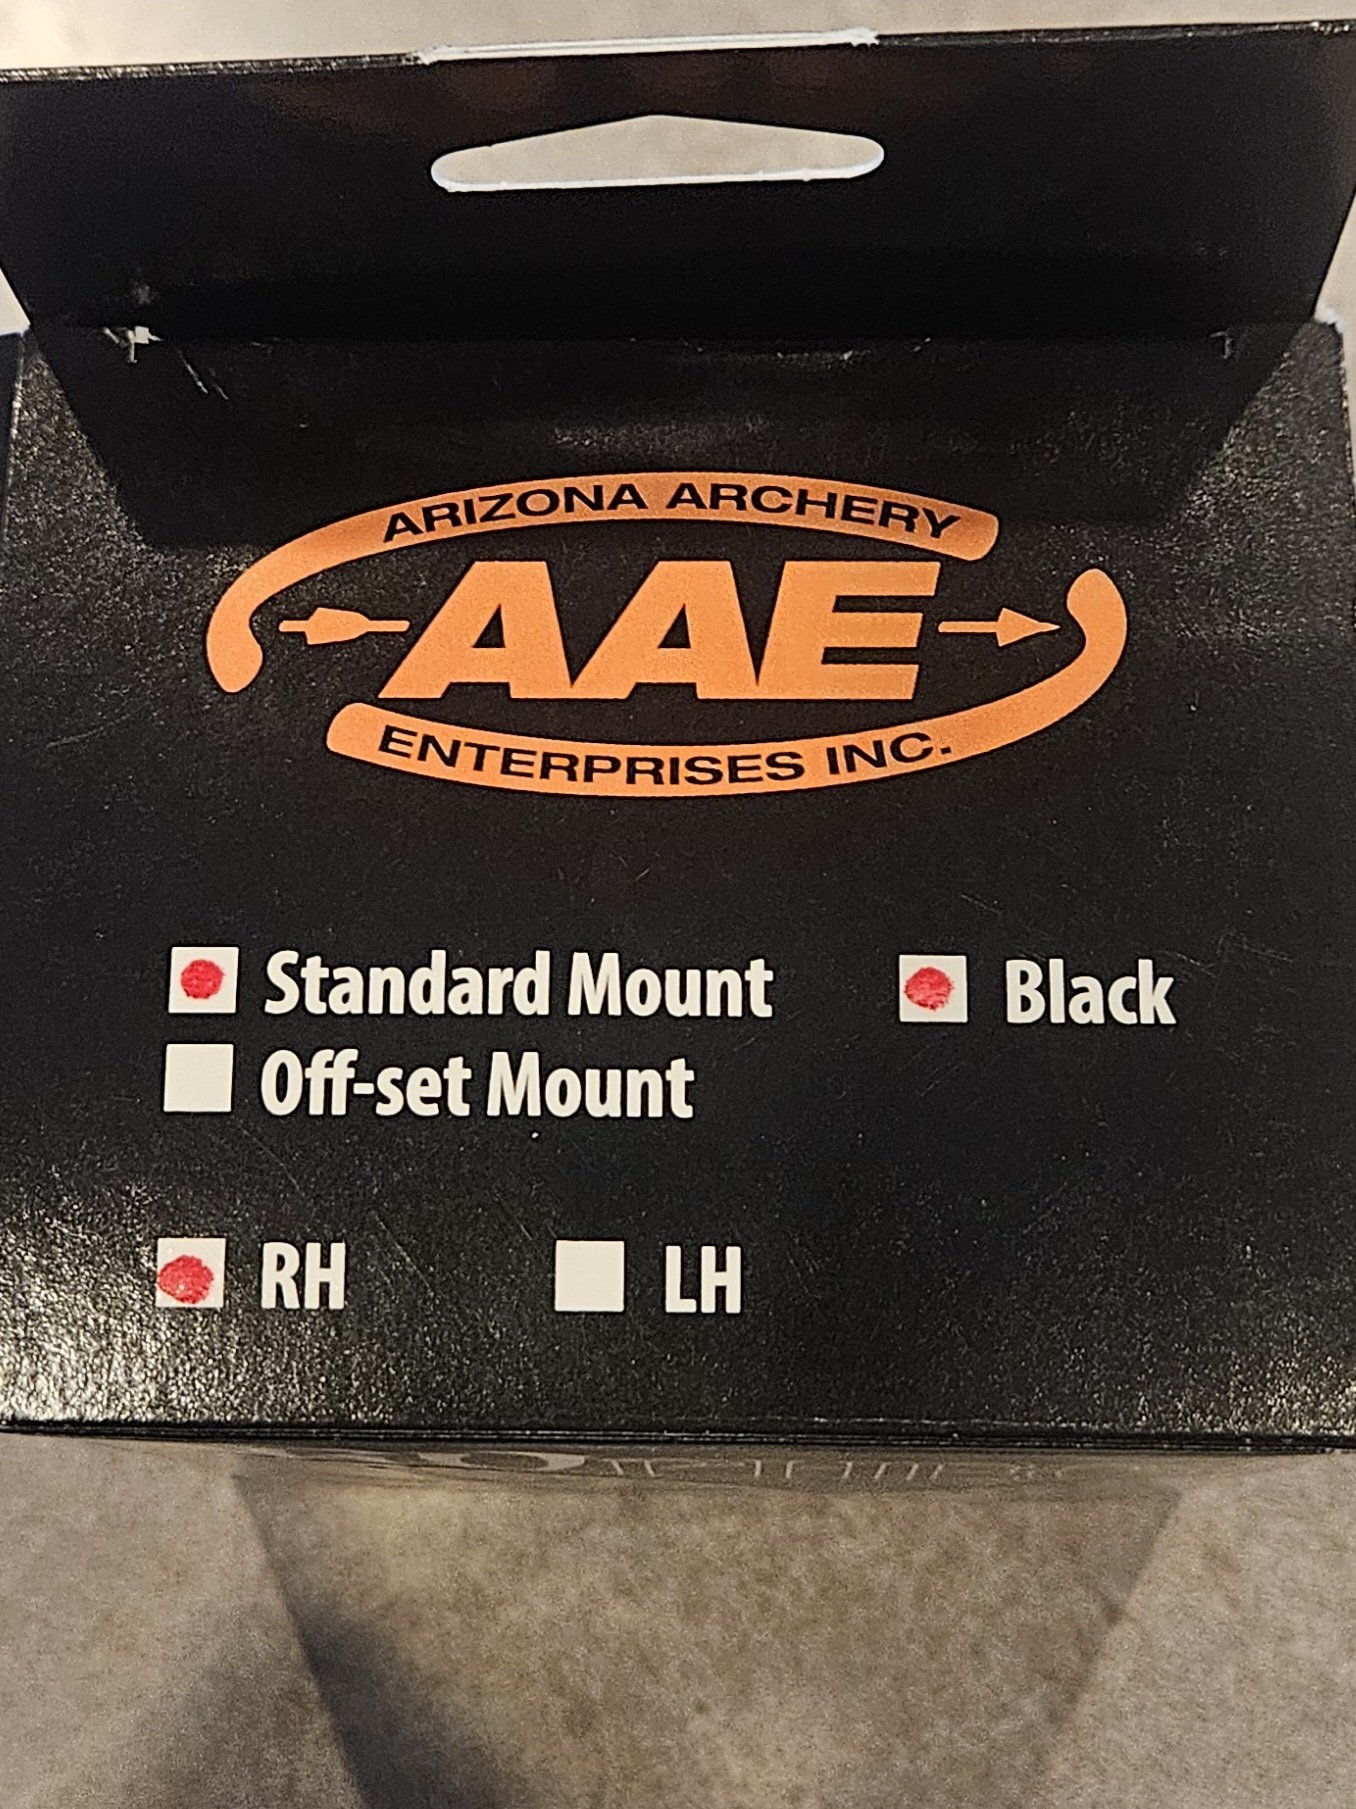 ARIZONA ARCHERY
AAE
ENTERPRISES INC.
Standard Mount
Black
Off-set Mount
RH
LH